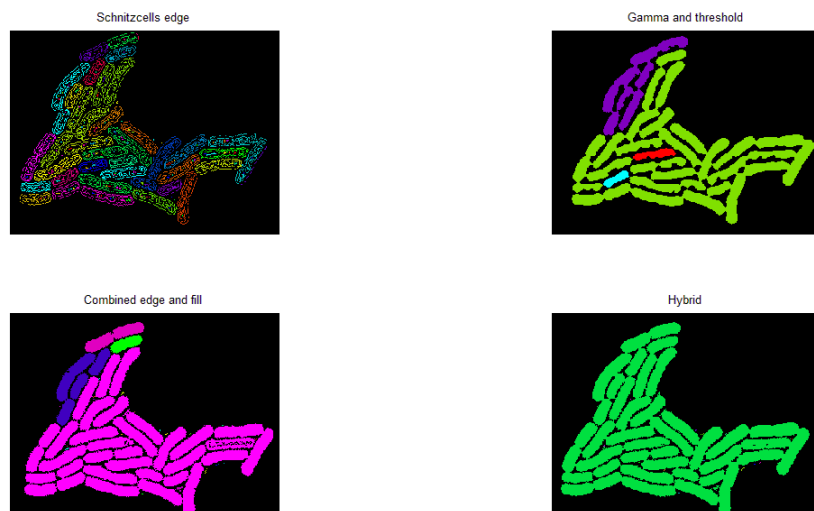 Schnitzcells edge
Gamma and threshold
Combined edge and fill
Hybrid